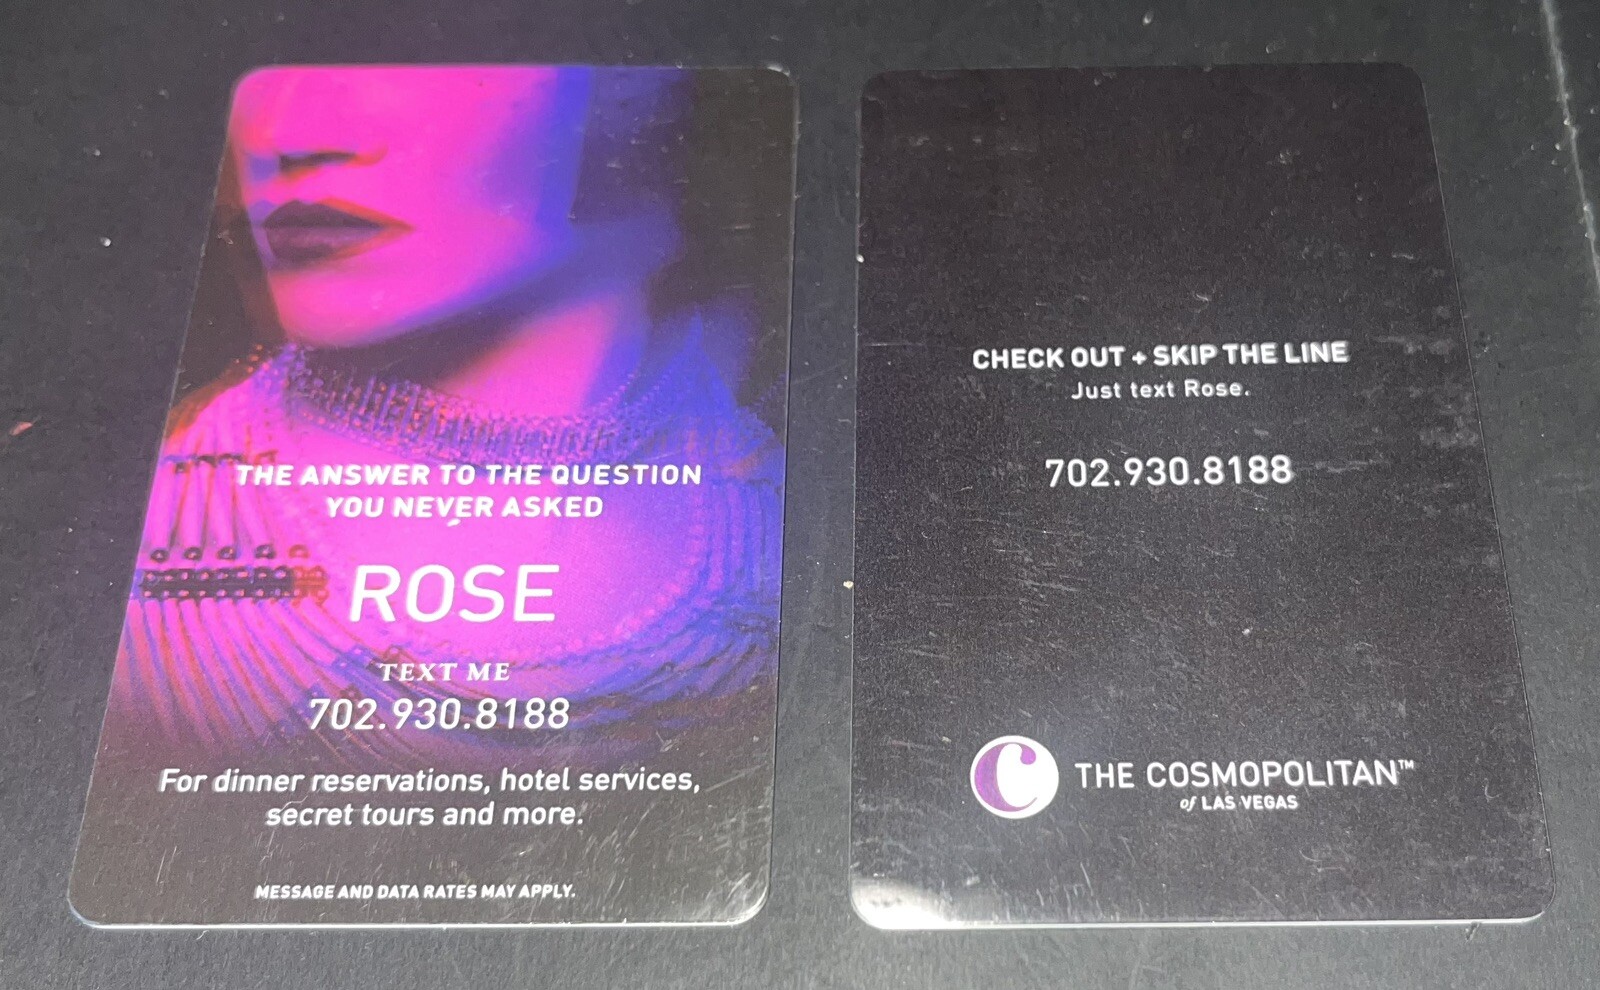 THE ANSWER TO THE QUESTION
YOU NEVER ASKED
ROSE
TEXT ME
702.930.8188
For dinner reservations, hotel services,
secret tours and more.
MESSAGE AND DATA RATES MAY APPLY.
CHECK OUT + SKIP THE LINE
Just text Rose.
702.930.8188
C THE COSMOPOLITAN™
of LAS VEGAS